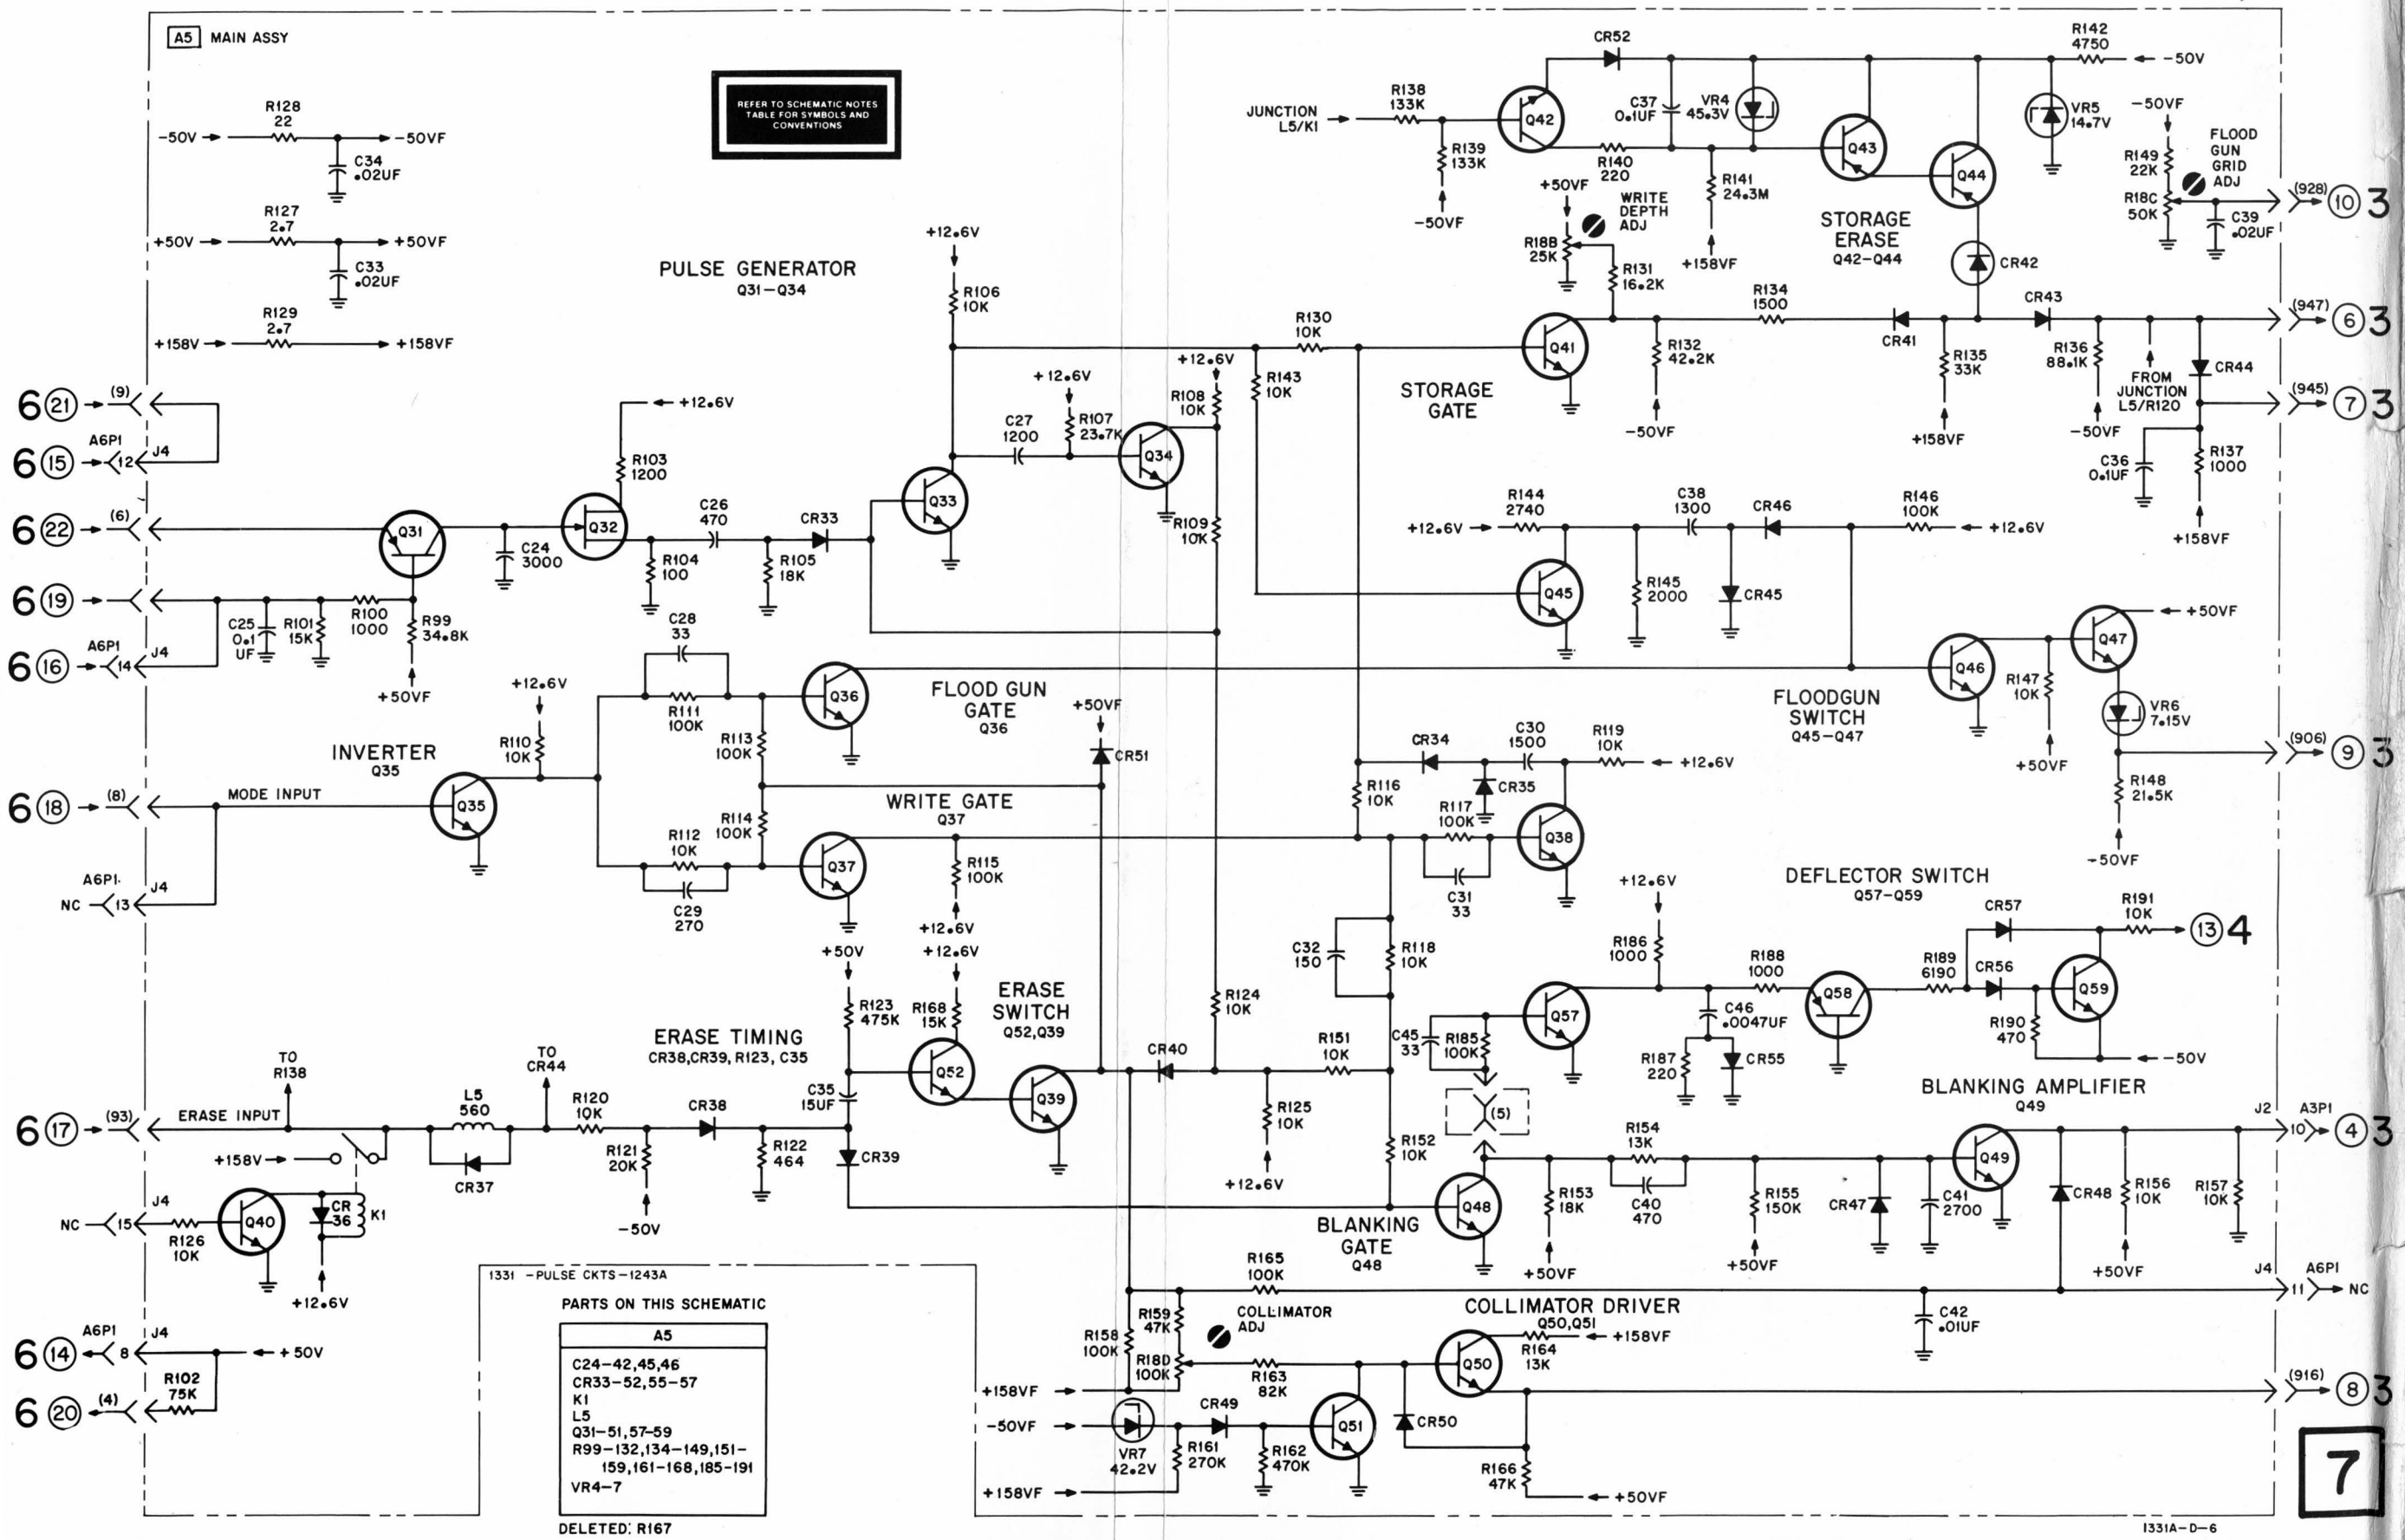 A5 MAIN ASSY
REFER TO SCHEMATIC NOTES
TABLE FOR SYMBOLS AND
CONVENTIONS
-50V
R128
22
-50VF
C34
.02UF
+50V
R127
2.7
+50VF
C33
.02UF
+158V
R129
2.7
+158VF
PULSE GENERATOR
Q31-Q34
6 21 (9)
6 15 A6P1 12 J4
6 22 (6)
6 19
6 16 A6P1 14 J4
Q31
C24
3000
Q32
+12.6V
R103
1200
R104
100
C26
470
R105
18K
CR33
Q33
+12.6V
R106
10K
C27
1200
+12.6V
R107
23.7K
Q34
+12.6V
R108
10K
R109
10K
C25
0.1
UF
R101
15K
R100
1000
R99
34.8K
+50VF
JUNCTION
L5/K1
R138
133K
R139
133K
-50VF
Q42
CR52
R140
220
C37
0.1UF
VR4
45.3V
R141
24.3M
+158VF
Q43
Q44
STORAGE
ERASE
Q42-Q44
R142
4750
-50V
VR5
14.7V
-50VF
R149
22K
R18C
50K
FLOOD
GUN
GRID
ADJ
C39
.02UF
(928) 10 3
+50VF
WRITE
DEPTH
ADJ
R18B
25K
R131
16.2K
R130
10K
R143
10K
Q41
STORAGE
GATE
R132
42.2K
-50VF
R134
1500
CR41
CR42
R135
33K
+158VF
CR43
R136
88.1K
-50VF
FROM
JUNCTION
L5/R120
CR44
(947) 6 3
(945) 7 3
C36
0.1UF
R137
1000
+158VF
+12.6V
R144
2740
Q45
R145
2000
C38
1300
CR45
CR46
R146
100K
+12.6V
FLOODGUN
SWITCH
Q45-Q47
Q46
R147
10K
+50VF
Q47
+50VF
VR6
7.15V
R148
21.5K
-50VF
(906) 9 3
INVERTER
Q35
+12.6V
R110
10K
6 18 (8)
MODE INPUT
Q35
NC A6P1 13 J4
C28
33
R111
100K
R113
100K
R114
100K
R112
10K
C29
270
Q36
FLOOD GUN
GATE
Q36
+50VF
CR51
WRITE GATE
Q37
Q37
R115
100K
+12.6V
R116
10K
CR34
CR35
C30
1500
R119
10K
+12.6V
R117
100K
C31
33
Q38
C32
150
R118
10K
DEFLECTOR SWITCH
Q57-Q59
+12.6V
R186
1000
Q57
C45
33
R185
100K
C46
.0047UF
R187
220
CR55
R188
1000
Q58
R189
6190
CR57
CR56
R190
470
Q59
-50V
R191
10K
13 4
(5)
ERASE TIMING
CR38,CR39, R123, C35
+50V
R123
475K
+12.6V
R168
15K
Q52
C35
15UF
ERASE
SWITCH
Q52,Q39
Q39
CR40
R124
10K
R125
10K
+12.6V
R151
10K
R152
10K
6 17 (93)
ERASE INPUT
TO
R138
TO
CR44
L5
560
CR37
+158V
R120
10K
R121
20K
-50V
CR38
R122
464
CR39
NC 15 J4
R126
10K
Q40
CR
36
K1
+12.6V
Q48
BLANKING
GATE
Q48
R153
18K
+50VF
R154
13K
C40
470
R155
150K
+50VF
CR47
C41
2700
Q49
BLANKING AMPLIFIER
Q49
CR48
R156
10K
+50VF
R157
10K
J2 10 A3P1 4 3
J4 11 A6P1 NC
6 14 A6P1 8 J4
+50V
6 20 (4)
R102
75K
1331 -PULSE CKTS-1243A
PARTS ON THIS SCHEMATIC
A5
C24-42,45,46
CR33-52,55-57
K1
L5
Q31-51,57-59
R99-132,134-149,151-
159,161-168,185-191
VR4-7
DELETED: R167
R165
100K
R158
100K
R159
47K
R18D
100K
COLLIMATOR
ADJ
R163
82K
COLLIMATOR DRIVER
Q50,Q51
Q50
R164
13K
+158VF
C42
.01UF
+158VF
-50VF
VR7
42.2V
R161
270K
CR49
R162
470K
Q51
CR50
R166
47K
+50VF
+158VF
(916) 8 3
7
1331A-D-6